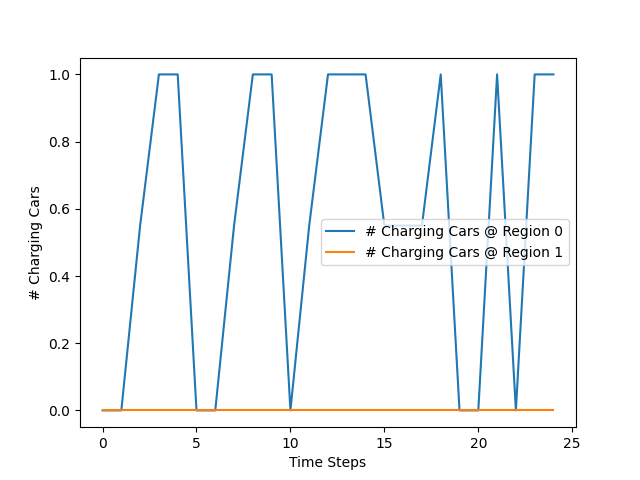 1.0
0.8
0.6
0.4
0.2
0.0
# Charging Cars
# Charging Cars @ Region 0
# Charging Cars @ Region 1
0 5 10 15 20 25
Time Steps